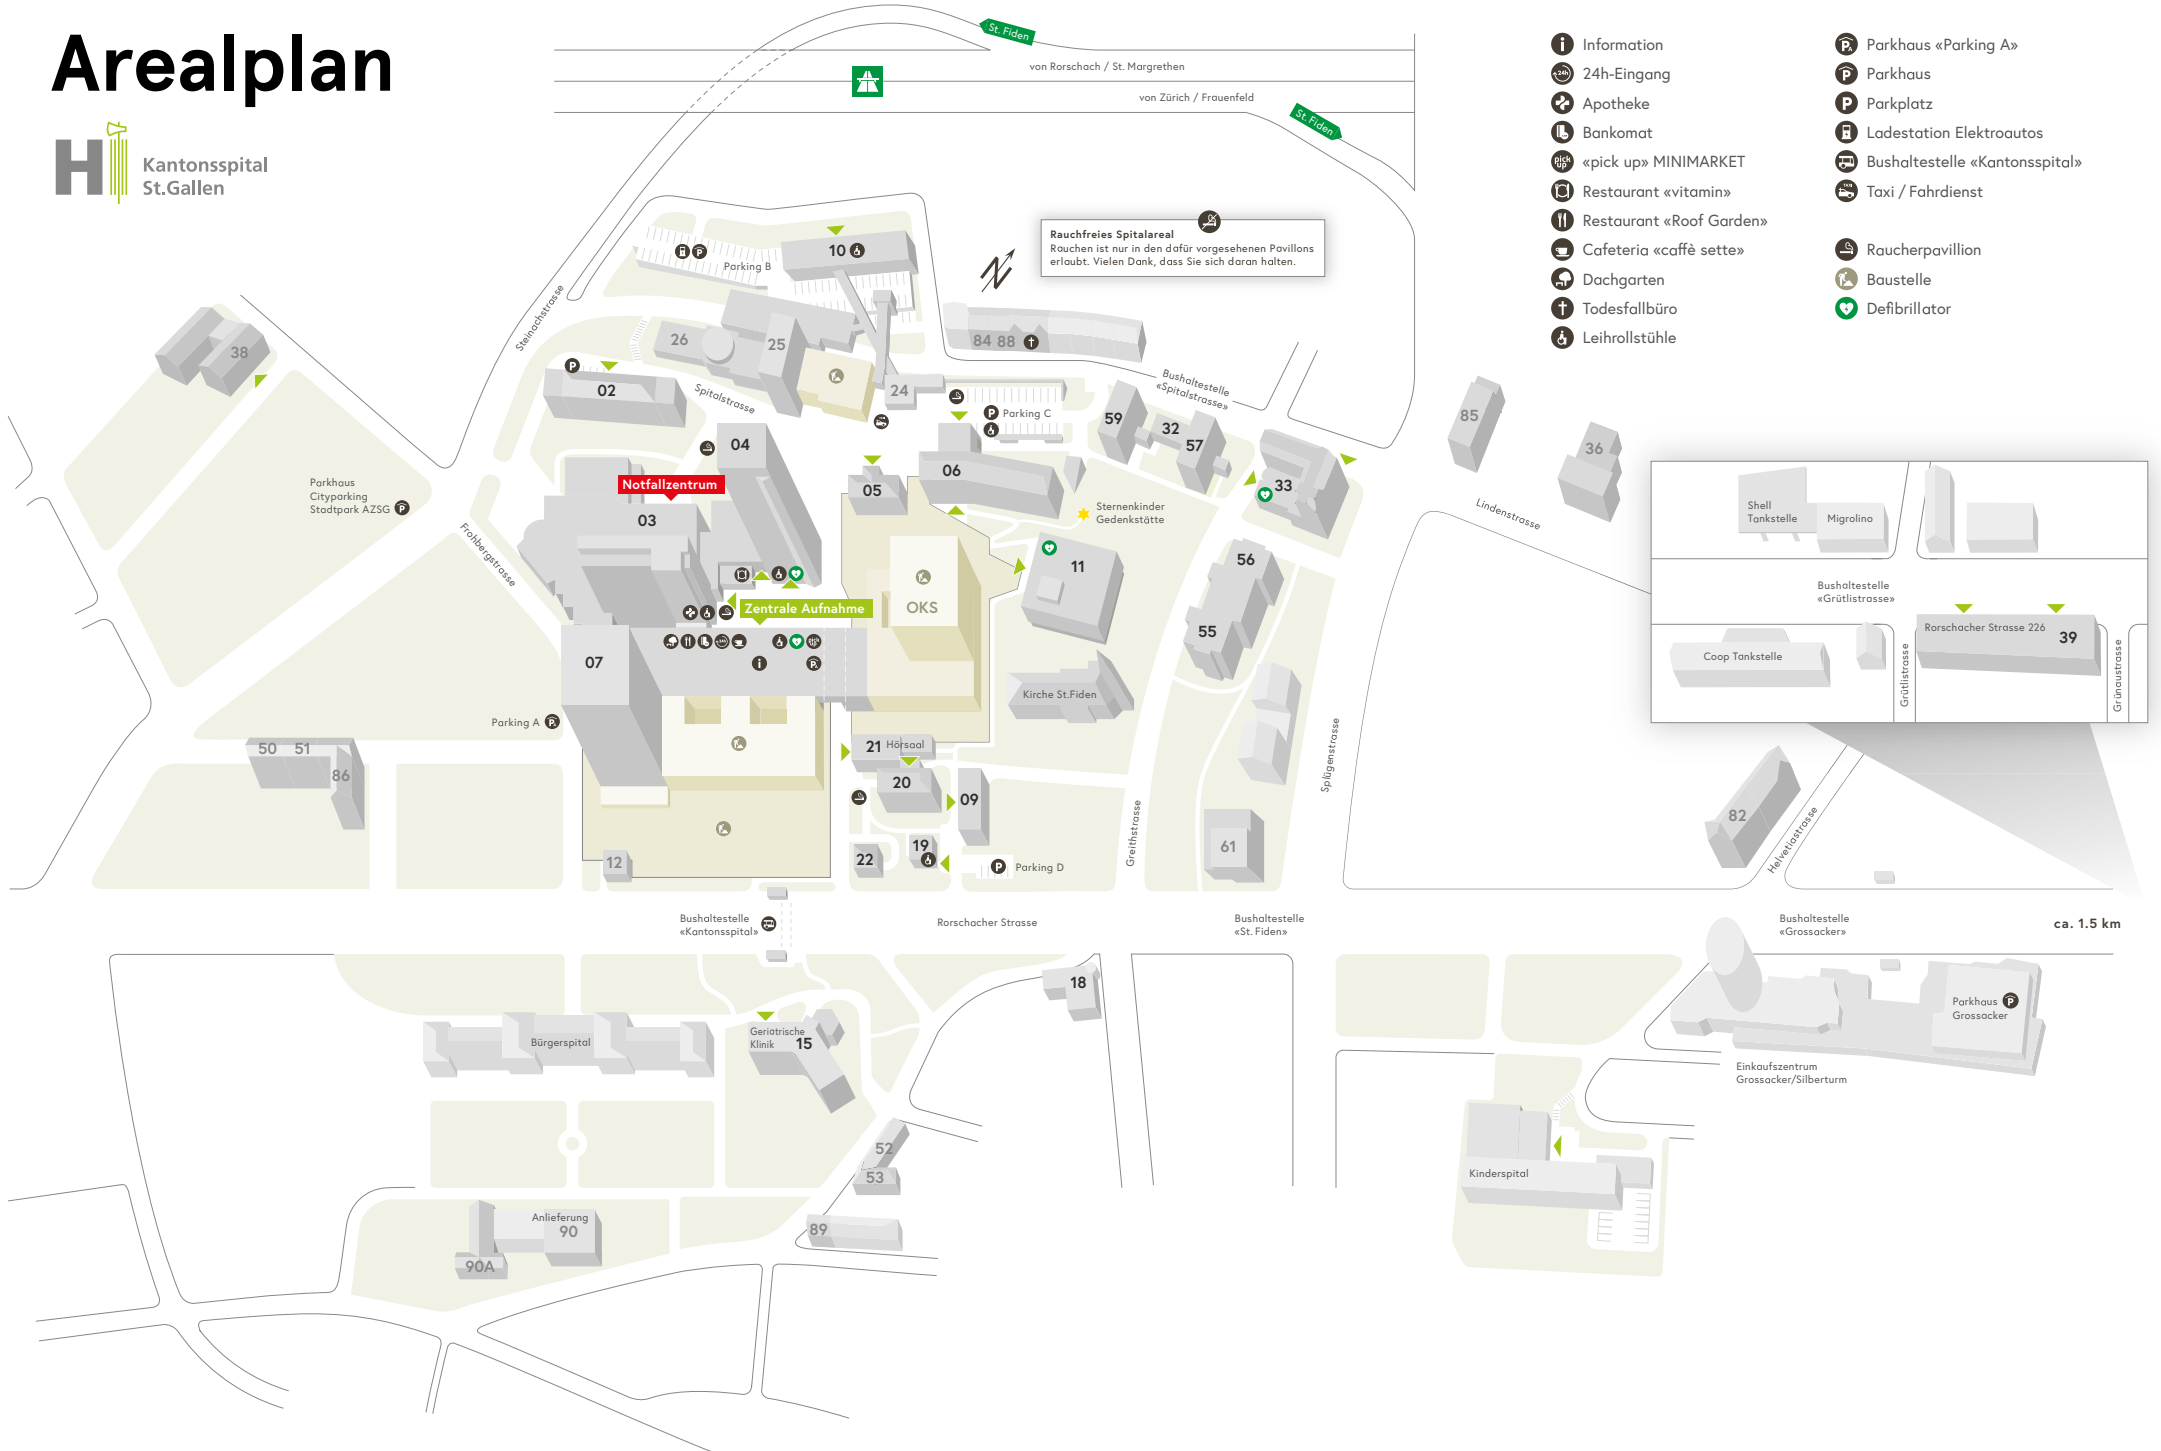 Arealplan
Kantonsspital
St.Gallen
St. Fiden
von Rorschach / St. Margrethen
von Zürich / Frauenfeld
St. Fiden
Information
24h-Eingang
Apotheke
Bankomat
«pick up» MINIMARKET
Restaurant «vitamin»
Restaurant «Roof Garden»
Cafeteria «caffè sette»
Dachgarten
Todesfallbüro
Leihrollstühle
Parkhaus «Parking A»
Parkhaus
Parkplatz
Ladestation Elektroautos
Bushaltestelle «Kantonsspital»
Taxi / Fahrdienst
Raucherpavillion
Baustelle
Defibrillator
Rauchfreies Spitalareal
Rauchen ist nur in den dafür vorgesehenen Pavillons
erlaubt. Vielen Dank, dass Sie sich daran halten.
N
Steinachstrasse
Parking B
10
38
26
25
84 88
02
Spitalstrasse
24
Bushaltestelle
«Spitalstrasse»
Parking C
59
32
57
85
36
04
06
05
33
Notfallzentrum
03
Parkhaus
Cityparking
Stadtpark AZSG
Frohbergstrasse
Sternenkinder
Gedenkstätte
Lindenstrasse
11
56
55
OKS
Zentrale Aufnahme
07
Kirche St.Fiden
Parking A
50
51
86
21
Hörsaal
20
09
19
22
12
Parking D
61
Greithstrasse
Splügenstrasse
Shell
Tankstelle
Migrolino
Bushaltestelle
«Grütlistrasse»
Rorschacher Strasse 226
39
Coop Tankstelle
Grütlistrasse
Grünaustrasse
82
Helvetiastrasse
Bushaltestelle
«Kantonsspital»
Rorschacher Strasse
Bushaltestelle
«St. Fiden»
Bushaltestelle
«Grossacker»
ca. 1.5 km
18
Parkhaus
Grossacker
Einkaufszentrum
Grossacker/Silberturm
Bürgerspital
Geriatrische
Klinik
15
52
53
89
Kinderspital
Anlieferung
90
90A